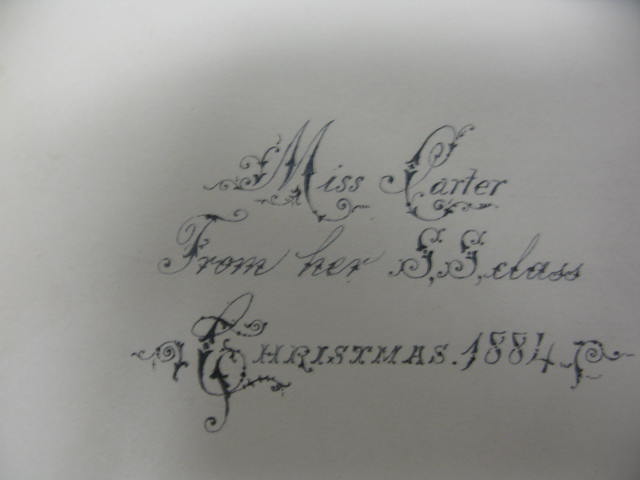 Miss Carter
From her S.S. class
Christmas. 1884.